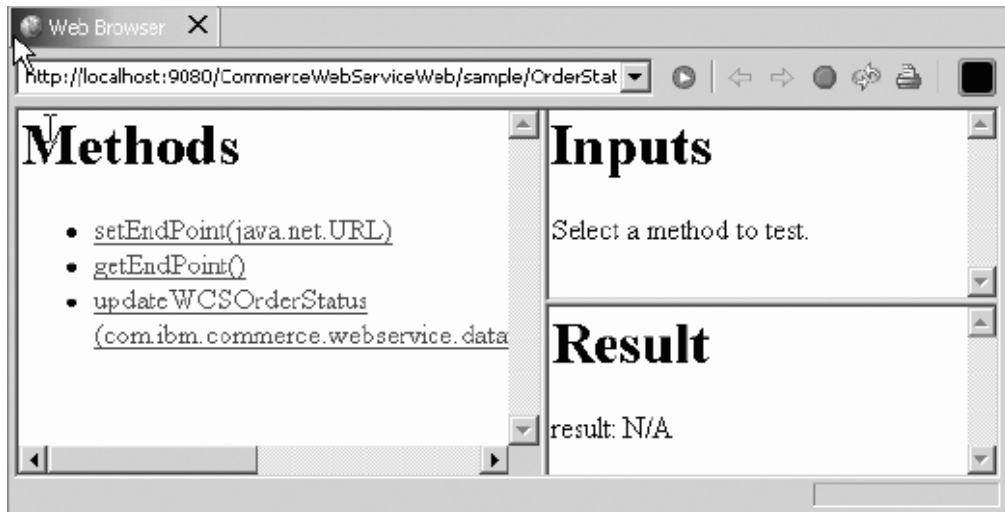 Web Browser
http://localhost:9080/CommerceWebServiceWeb/sample/OrderStat
Methods
setEndPoint(java.net.URL)
getEndPoint()
updateWCSOrderStatus
(com.ibm.commerce.webservice.data
Inputs
Select a method to test.
Result
result: N/A